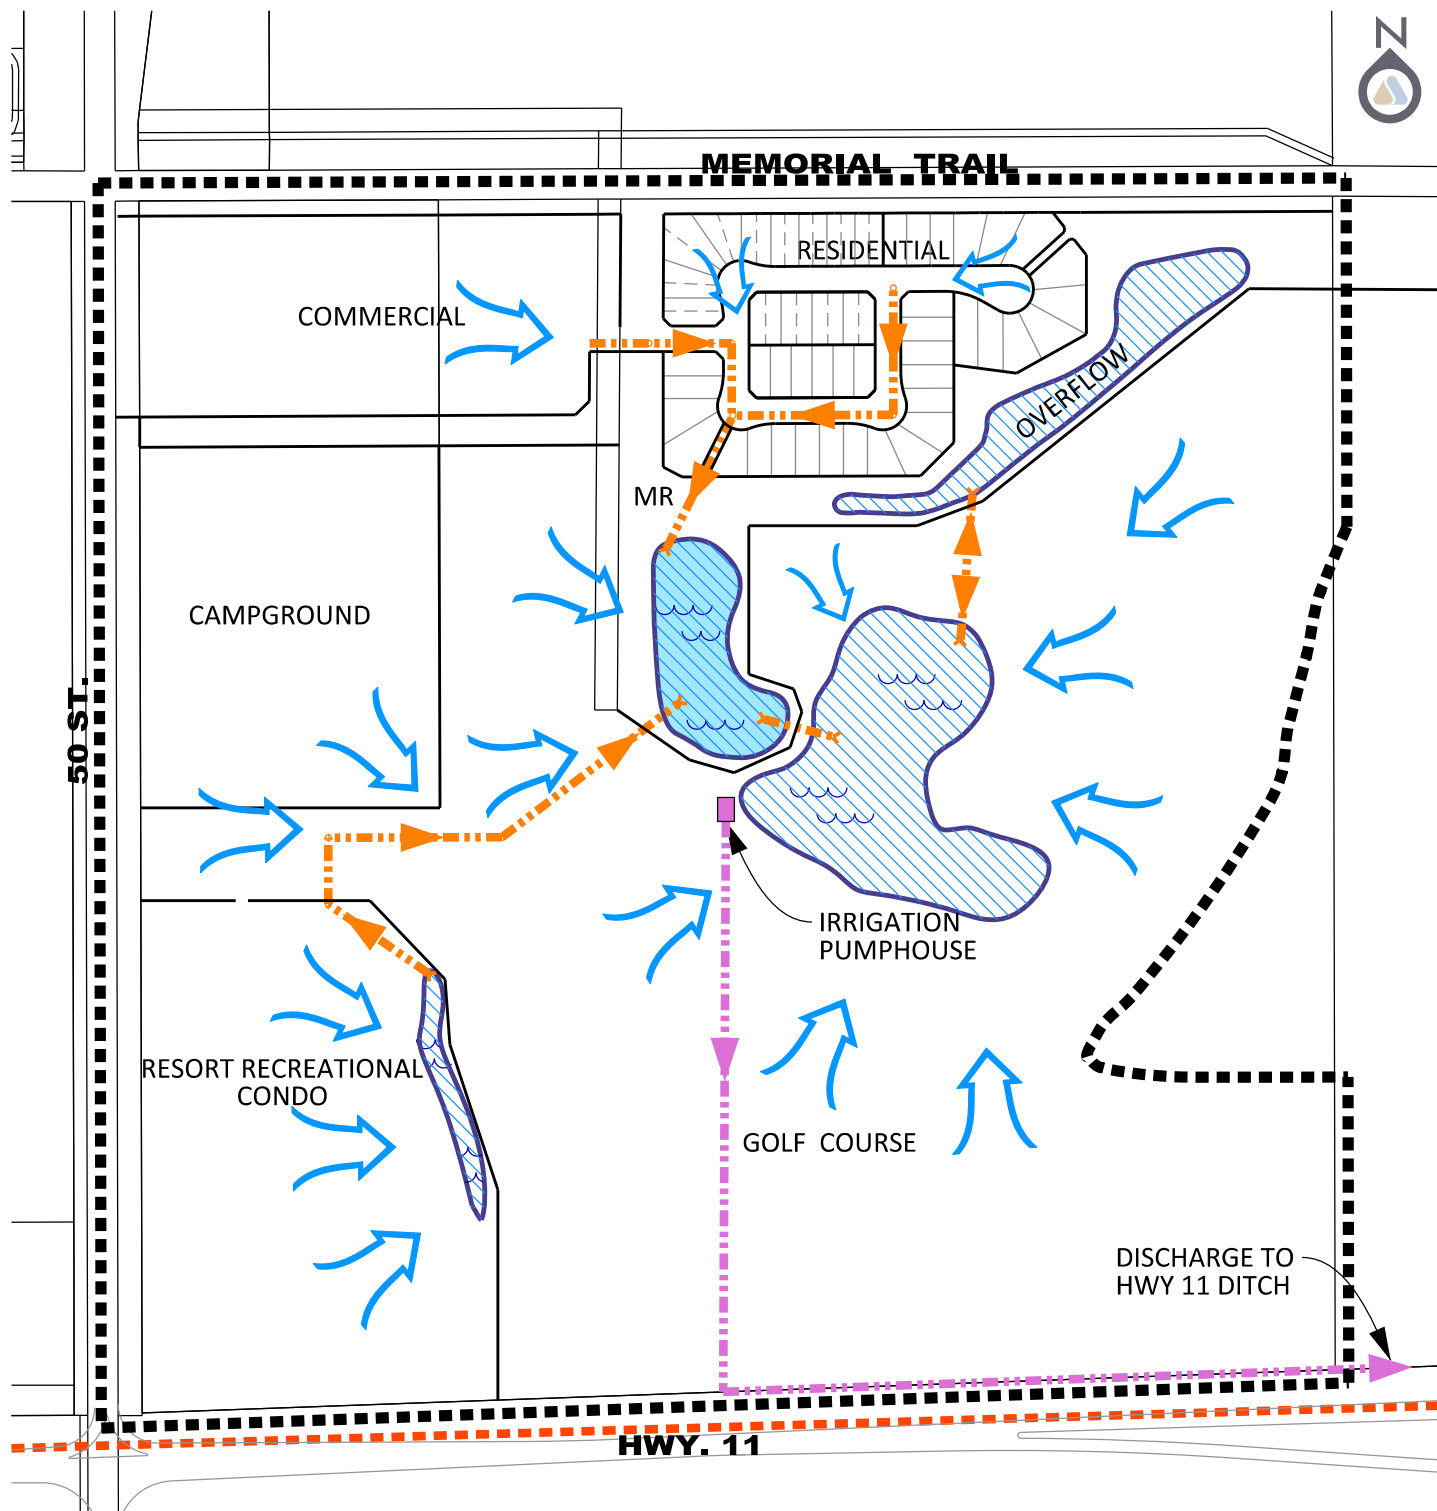 N
MEMORIAL TRAIL
RESIDENTIAL
COMMERCIAL
OVERFLOW
MR
CAMPGROUND
50 ST.
IRRIGATION
PUMPHOUSE
RESORT RECREATIONAL
CONDO
GOLF COURSE
DISCHARGE TO
HWY 11 DITCH
HWY. 11